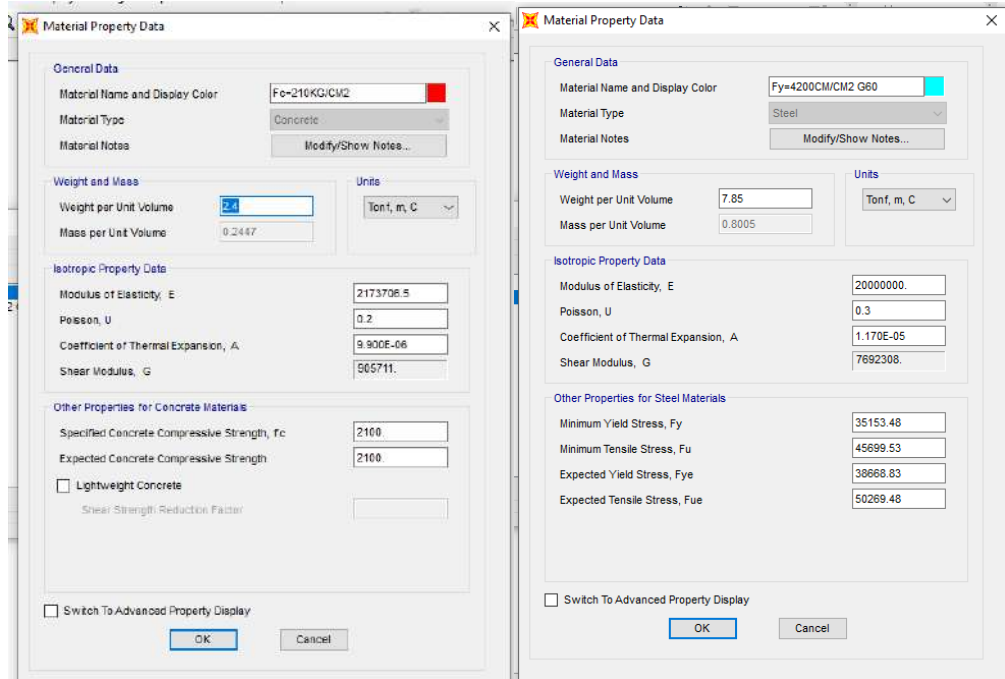 Material Property Data
General Data
Material Name and Display Color Fc=210KG/CM2
Material Type Concrete
Material Notes Modify/Show Notes...
Weight and Mass Units
Weight per Unit Volume 2.4 Tonf, m, C
Mass per Unit Volume 0.2447
Isotropic Property Data
Modulus of Elasticity, E 2173706.5
Poisson, U 0.2
Coefficient of Thermal Expansion, A 9.900E-06
Shear Modulus, G 905711.
Other Properties for Concrete Materials
Specified Concrete Compressive Strength, f'c 2100.
Expected Concrete Compressive Strength 2100.
Lightweight Concrete
Shear Strength Reduction Factor
Switch To Advanced Property Display
OK Cancel
Material Property Data
General Data
Material Name and Display Color Fy=4200CM/CM2 G60
Material Type Steel
Material Notes Modify/Show Notes...
Weight and Mass Units
Weight per Unit Volume 7.85 Tonf, m, C
Mass per Unit Volume 0.8005
Isotropic Property Data
Modulus of Elasticity, E 20000000.
Poisson, U 0.3
Coefficient of Thermal Expansion, A 1.170E-05
Shear Modulus, G 7692308.
Other Properties for Steel Materials
Minimum Yield Stress, Fy 35153.48
Minimum Tensile Stress, Fu 45699.53
Expected Yield Stress, Fye 38668.83
Expected Tensile Stress, Fue 50269.48
Switch To Advanced Property Display
OK Cancel